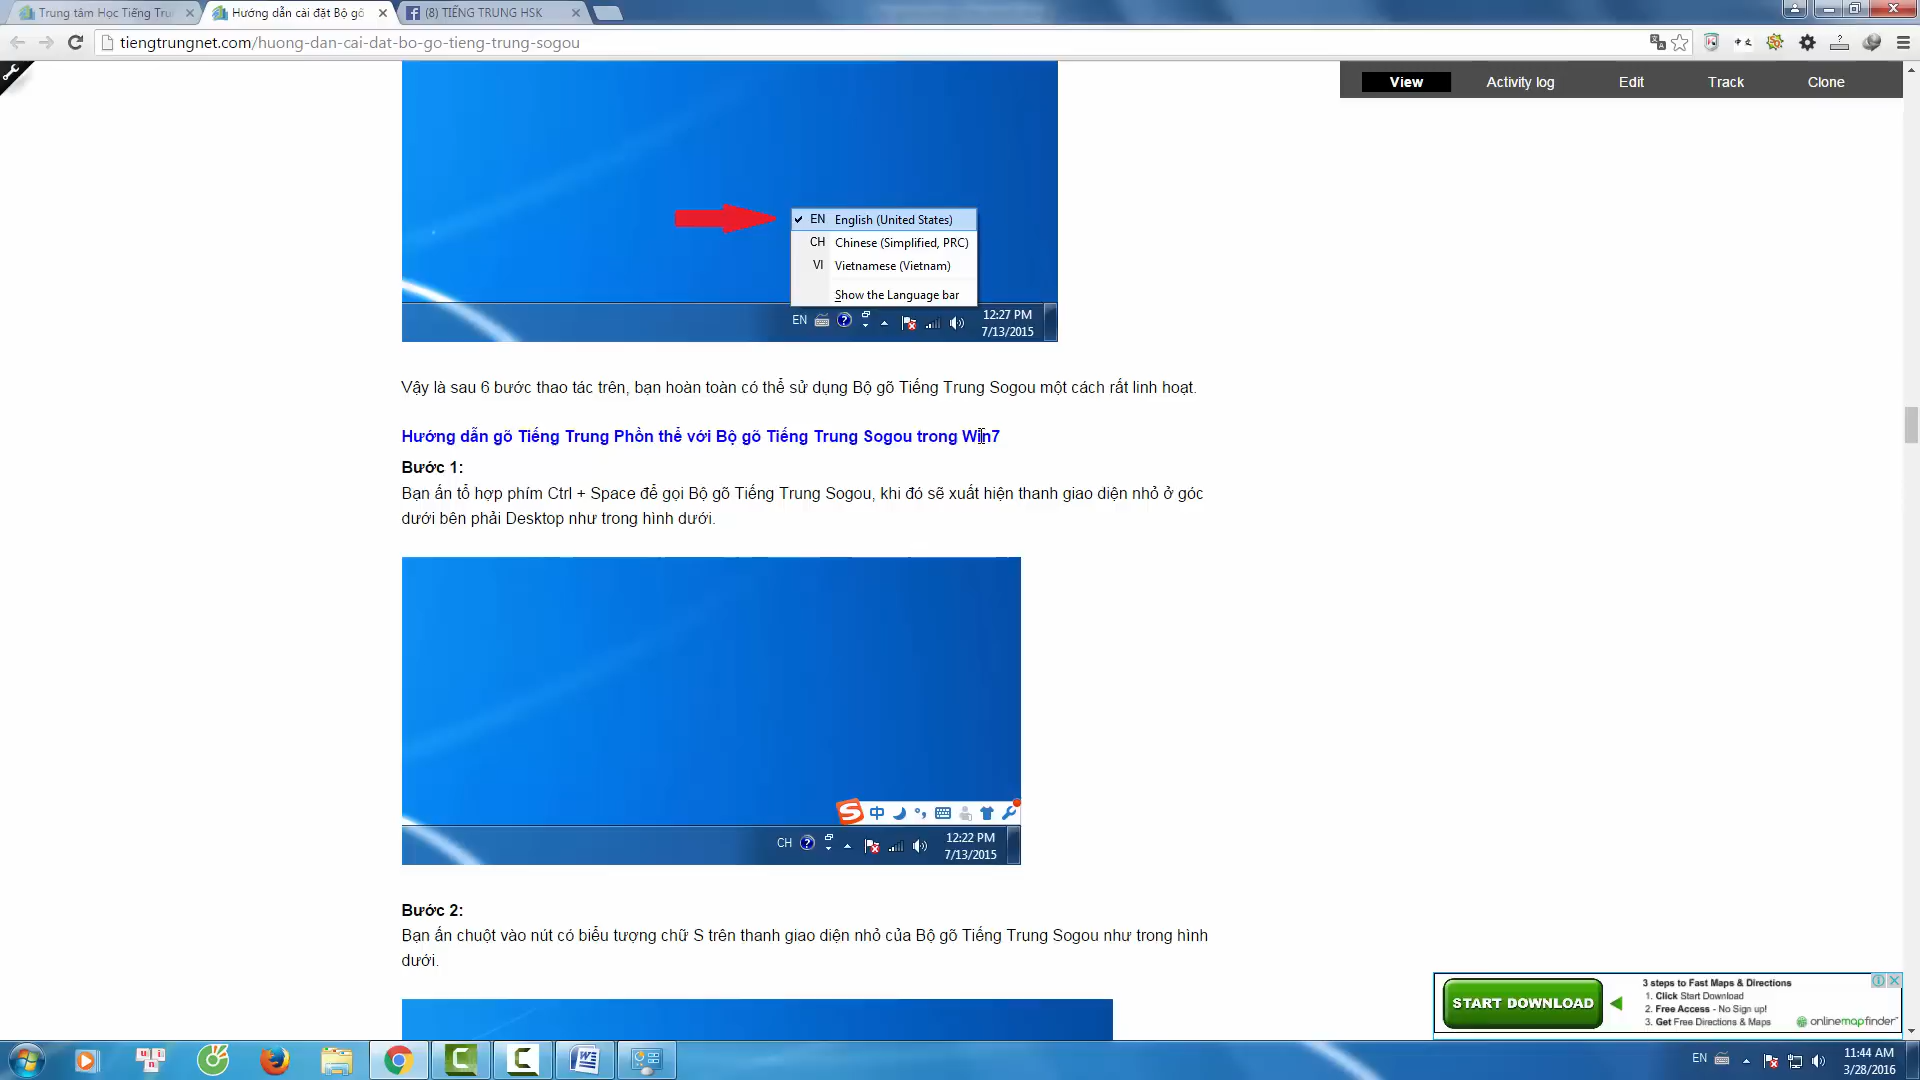 Trung tâm Học Tiếng Tru
Hướng dẫn cài đặt Bộ gõ
(8) TIẾNG TRUNG HSK
tiengtrungnet.com/huong-dan-cai-dat-bo-go-tieng-trung-sogou
View
Activity log
Edit
Track
Clone
EN English (United States)
CH Chinese (Simplified, PRC)
VI Vietnamese (Vietnam)
Show the Language bar
EN
12:27 PM
7/13/2015
Vậy là sau 6 bước thao tác trên, bạn hoàn toàn có thể sử dụng Bộ gõ Tiếng Trung Sogou một cách rất linh hoạt.
Hướng dẫn gõ Tiếng Trung Phồn thể với Bộ gõ Tiếng Trung Sogou trong Win7
Bước 1:
Bạn ấn tổ hợp phím Ctrl + Space để gọi Bộ gõ Tiếng Trung Sogou, khi đó sẽ xuất hiện thanh giao diện nhỏ ở góc
dưới bên phải Desktop như trong hình dưới.
S 中
CH
12:22 PM
7/13/2015
Bước 2:
Bạn ấn chuột vào nút có biểu tượng chữ S trên thanh giao diện nhỏ của Bộ gõ Tiếng Trung Sogou như trong hình
dưới.
START DOWNLOAD
3 steps to Fast Maps & Directions
1. Click Start Download
2. Free Access - No Sign up!
3. Get Free Directions & Maps
onlinemapfinder
EN
11:44 AM
3/28/2016